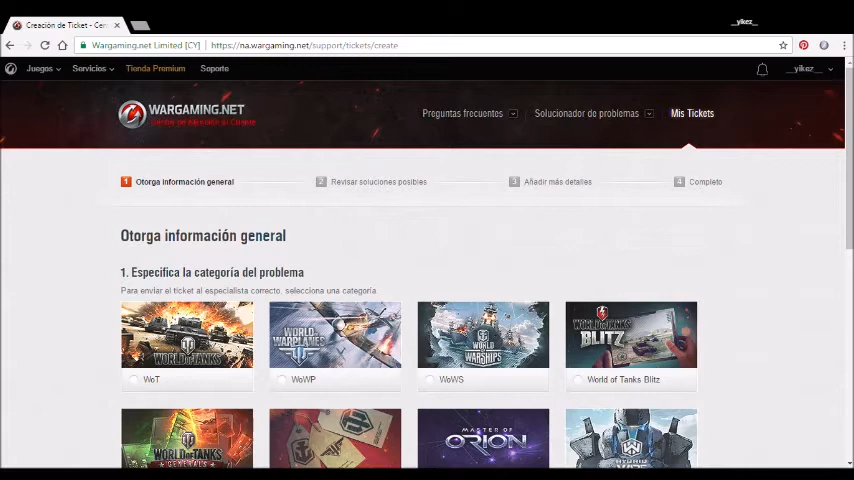 __yikez__
Creación de Ticket - Cen
Wargaming.net Limited [CY]
https://na.wargaming.net/support/tickets/create
Juegos
Servicios
Tienda Premium
Soporte
__yikez__
WARGAMING.NET
Preguntas frecuentes
Solucionador de problemas
Mis Tickets
1 Otorga información general
2 Revisar soluciones posibles
3 Añadir más detalles
4 Completo
Otorga información general
1. Especifica la categoría del problema
Para enviar el ticket al especialista correcto, selecciona una categoría.
WORLD OF TANKS
WORLD OF WARPLANES
WORLD OF WARSHIPS
WORLD OF TANKS BLITZ
WoT
WoWP
WoWS
World of Tanks Blitz
WORLD OF TANKS
GENERALS
MASTER OF
ORION